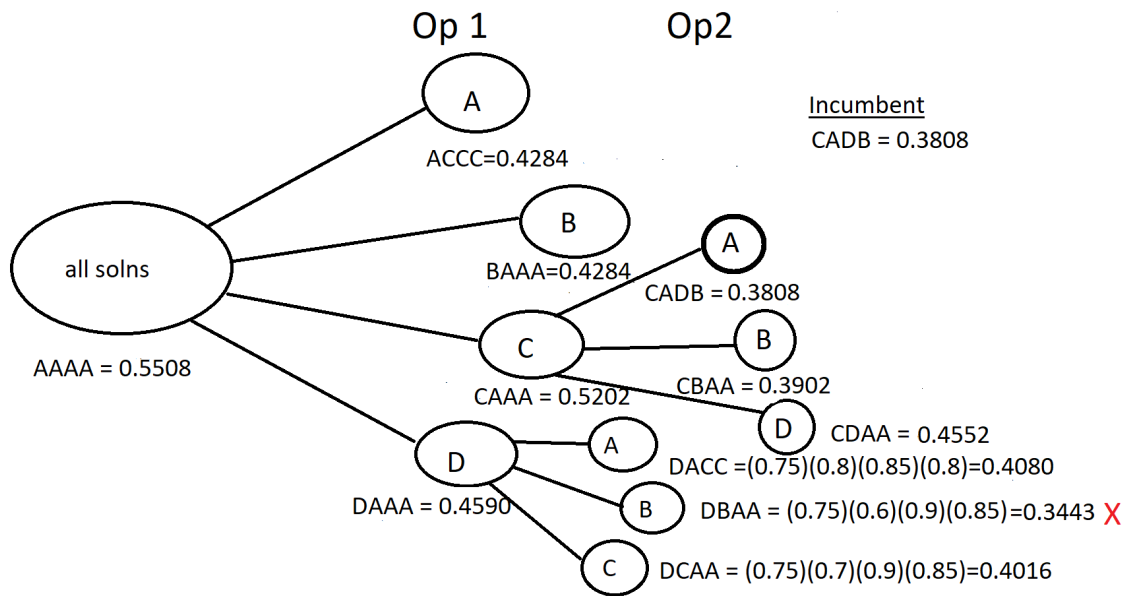 Op 1
Op2
A
Incumbent
CADB = 0.3808
ACCC=0.4284
B
BAAA=0.4284
A
CADB = 0.3808
all solns
AAAA = 0.5508
C
CAAA = 0.5202
B
CBAA = 0.3902
D
CDAA = 0.4552
D
DAAA = 0.4590
A
DACC =(0.75)(0.8)(0.85)(0.8)=0.4080
B
DBAA = (0.75)(0.6)(0.9)(0.85)=0.3443 X
C
DCAA = (0.75)(0.7)(0.9)(0.85)=0.4016